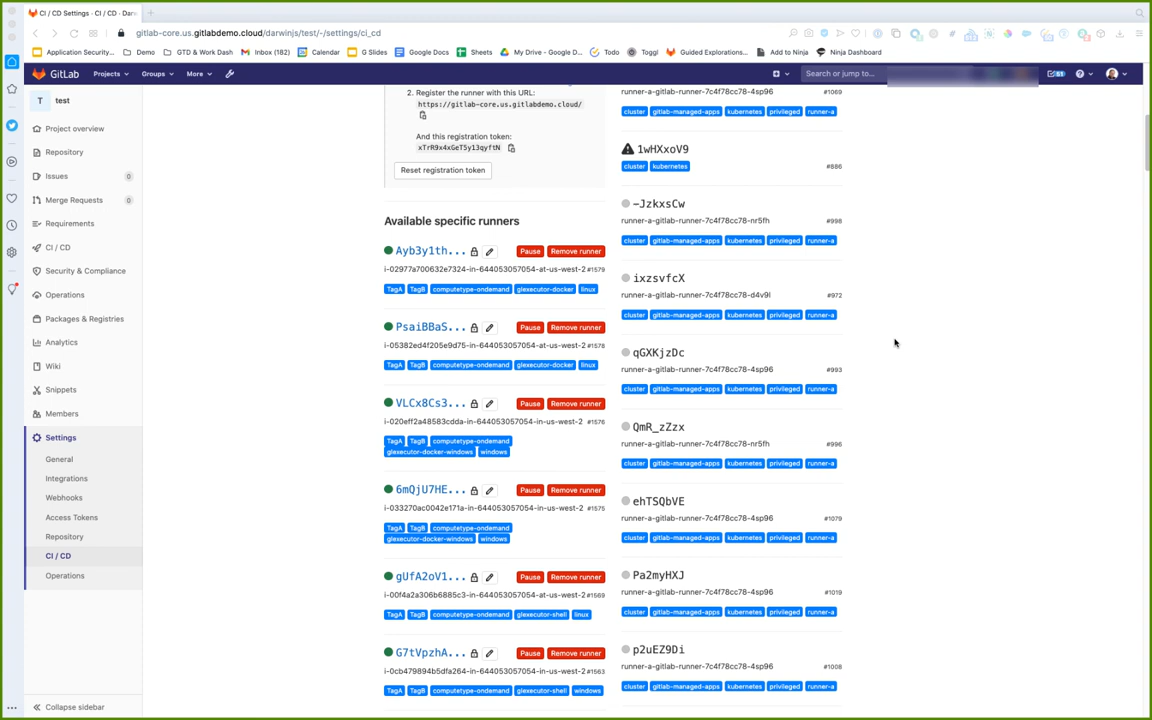 CI / CD Settings · CI / CD · Dar
gitlab-core.us.gitlabdemo.cloud/darwinjs/test/-/settings/ci_cd
Application Security... Demo GTD & Work Dash Inbox (182) Calendar G Slides Google Docs Sheets My Drive - Google D... Todo Toggl Guided Explorations... Add to Ninja Ninja Dashboard
GitLab Projects Groups More Search or jump to...
T test
Project overview
Repository
Issues 0
Merge Requests 0
Requirements
CI / CD
Security & Compliance
Operations
Packages & Registries
Analytics
Wiki
Snippets
Members
Settings
General
Integrations
Webhooks
Access Tokens
Repository
CI / CD
Operations
Collapse sidebar
2. Register the runner with this URL:
https://gitlab-core.us.gitlabdemo.cloud/
And this registration token:
xTrR9x4xGeT5y13qyftN
Reset registration token
Available specific runners
Ayb3y1th... Pause Remove runner
i-02977a700632e7324-in-644053057054-at-us-west-2 #1579
TagA TagB computetype-ondemand glexecutor-docker linux
PsaiBBaS... Pause Remove runner
i-05382ed4f205e9d75-in-644053057054-at-us-west-2 #1578
TagA TagB computetype-ondemand glexecutor-docker linux
VLCx8Cs3... Pause Remove runner
i-020eff2a48583cdda-in-644053057054-in-us-west-2 #1576
TagA TagB computetype-ondemand
glexecutor-docker-windows windows
6mQjU7HE... Pause Remove runner
i-033270ac0042e171a-in-644053057054-in-us-west-2 #1575
TagA TagB computetype-ondemand
glexecutor-docker-windows windows
gUfA2oV1... Pause Remove runner
i-00f4a2a306b6885c3-in-644053057054-in-us-west-2 #1569
TagA TagB computetype-ondemand glexecutor-shell linux
G7tVpzhA... Pause Remove runner
i-0cb479894b5dfa264-in-644053057054-in-us-west-2 #1563
TagA TagB computetype-ondemand glexecutor-shell windows
runner-a-gitlab-runner-7c4f78cc78-4sp96 #1069
cluster gitlab-managed-apps kubernetes privileged runner-a
1wHXxoV9
cluster kubernetes #886
-JzkxsCw
runner-a-gitlab-runner-7c4f78cc78-nr5fh #998
cluster gitlab-managed-apps kubernetes privileged runner-a
ixzsvfcX
runner-a-gitlab-runner-7c4f78cc78-d4v9l #972
cluster gitlab-managed-apps kubernetes privileged runner-a
qGXKjzDc
runner-a-gitlab-runner-7c4f78cc78-4sp96 #993
cluster gitlab-managed-apps kubernetes privileged runner-a
QmR_zZzx
runner-a-gitlab-runner-7c4f78cc78-nr5fh #996
cluster gitlab-managed-apps kubernetes privileged runner-a
ehTSQbVE
runner-a-gitlab-runner-7c4f78cc78-4sp96 #1079
cluster gitlab-managed-apps kubernetes privileged runner-a
Pa2myHXJ
runner-a-gitlab-runner-7c4f78cc78-4sp96 #1019
cluster gitlab-managed-apps kubernetes privileged runner-a
p2uEZ9Di
runner-a-gitlab-runner-7c4f78cc78-4sp96 #1008
cluster gitlab-managed-apps kubernetes privileged runner-a